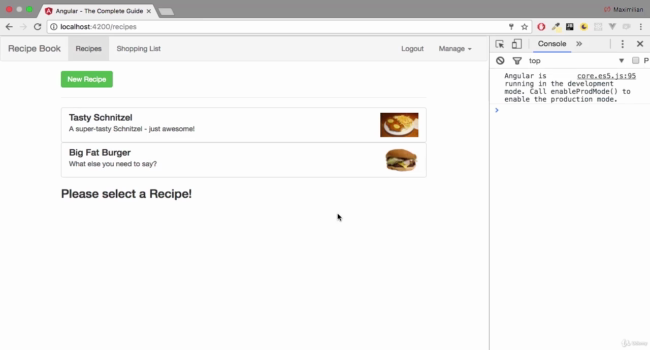 Maximilian
Angular - The Complete Guide
localhost:4200/recipes
Recipe Book
Recipes
Shopping List
Logout
Manage
New Recipe
Tasty Schnitzel
A super-tasty Schnitzel - just awesome!
Big Fat Burger
What else you need to say?
Please select a Recipe!
Console
top
P
Angular is core.es5.js:95
running in the development
mode. Call enableProdMode() to
enable the production mode.
Udemy